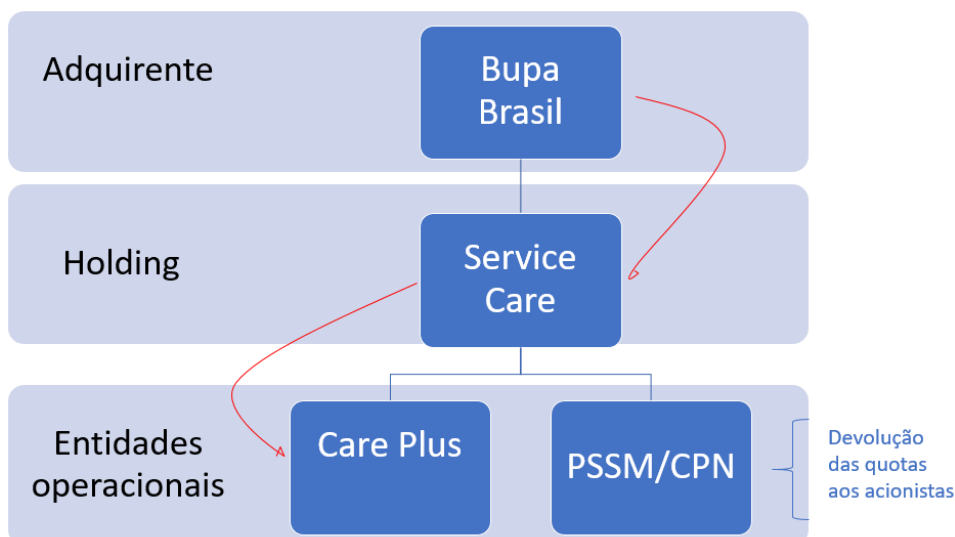 Adquirente
Bupa
Brasil
Holding
Service
Care
Entidades
operacionais
Care Plus
PSSM/CPN
Devolução
das quotas
aos acionistas